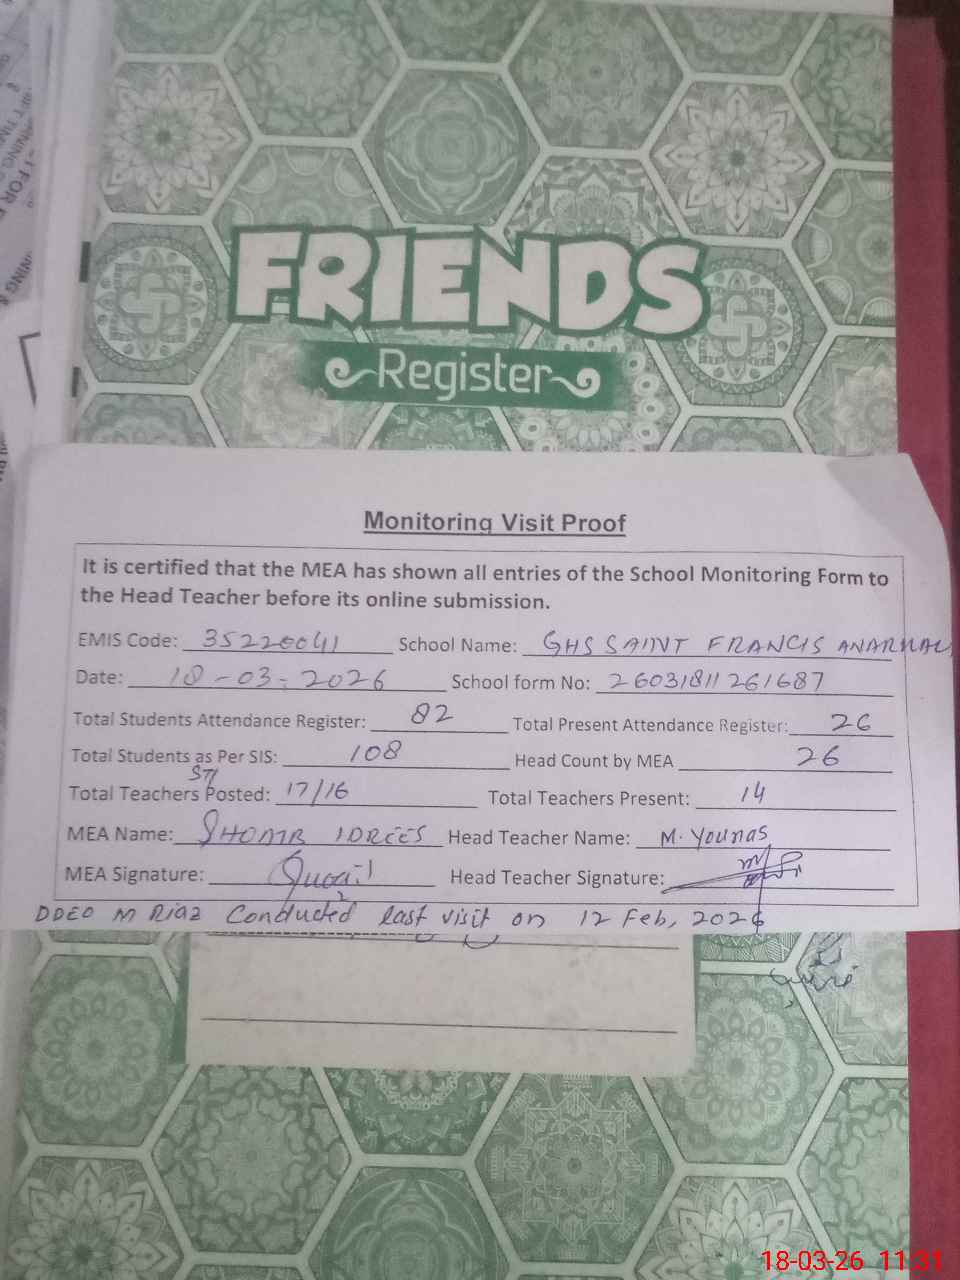 FRIENDS
Register
Monitoring Visit Proof
It is certified that the MEA has shown all entries of the School Monitoring Form to
the Head Teacher before its online submission.
EMIS Code: 35220041 School Name: GHS SAINT FRANCIS ANARKALI
Date: 18-03-2026 School form No: 26031811261687
Total Students Attendance Register: 82 Total Present Attendance Register: 26
Total Students as Per SIS: 108 Head Count by MEA 26
Total Teachers Posted: 17/16 Total Teachers Present: 14
MEA Name: IDREES Head Teacher Name: M. Younas
MEA Signature: Head Teacher Signature:
DDEO M Riaz Conducted last visit on 12 Feb, 2026
18-03-26 11:31